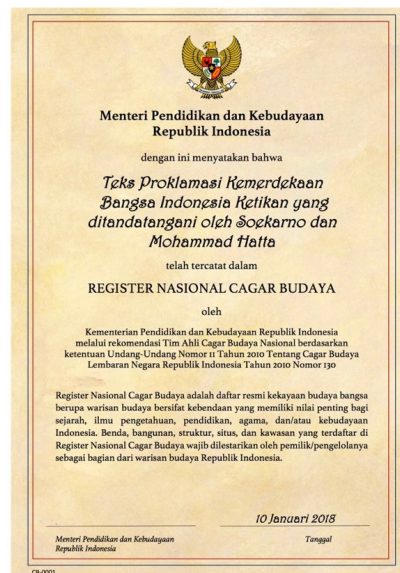 Menteri Pendidikan dan Kebudayaan
Republik Indonesia
dengan ini menyatakan bahwa
Teks Proklamasi Kemerdekaan
Bangsa Indonesia Ketikan yang
ditandatangani oleh Soekarno dan
Mohammad Hatta
telah tercatat dalam
REGISTER NASIONAL CAGAR BUDAYA
oleh
Kementerian Pendidikan dan Kebudayaan Republik Indonesia
melalui rekomendasi Tim Ahli Cagar Budaya Nasional berdasarkan
ketentuan Undang-Undang Nomor 11 Tahun 2010 Tentang Cagar Budaya
Lembaran Negara Republik Indonesia Tahun 2010 Nomor 130
Register Nasional Cagar Budaya adalah daftar resmi kekayaan budaya bangsa
berupa warisan budaya bersifat kebendaan yang memiliki nilai penting bagi
sejarah, ilmu pengetahuan, pendidikan, agama, dan/atau kebudayaan
Indonesia. Benda, bangunan, struktur, situs, dan kawasan yang terdaftar di
Register Nasional Cagar Budaya wajib dilestarikan oleh pemilik/pengelolanya
sebagai bagian dari warisan budaya Republik Indonesia.
10 Januari 2018
Menteri Pendidikan dan Kebudayaan Tanggal
Republik Indonesia
CB-0001